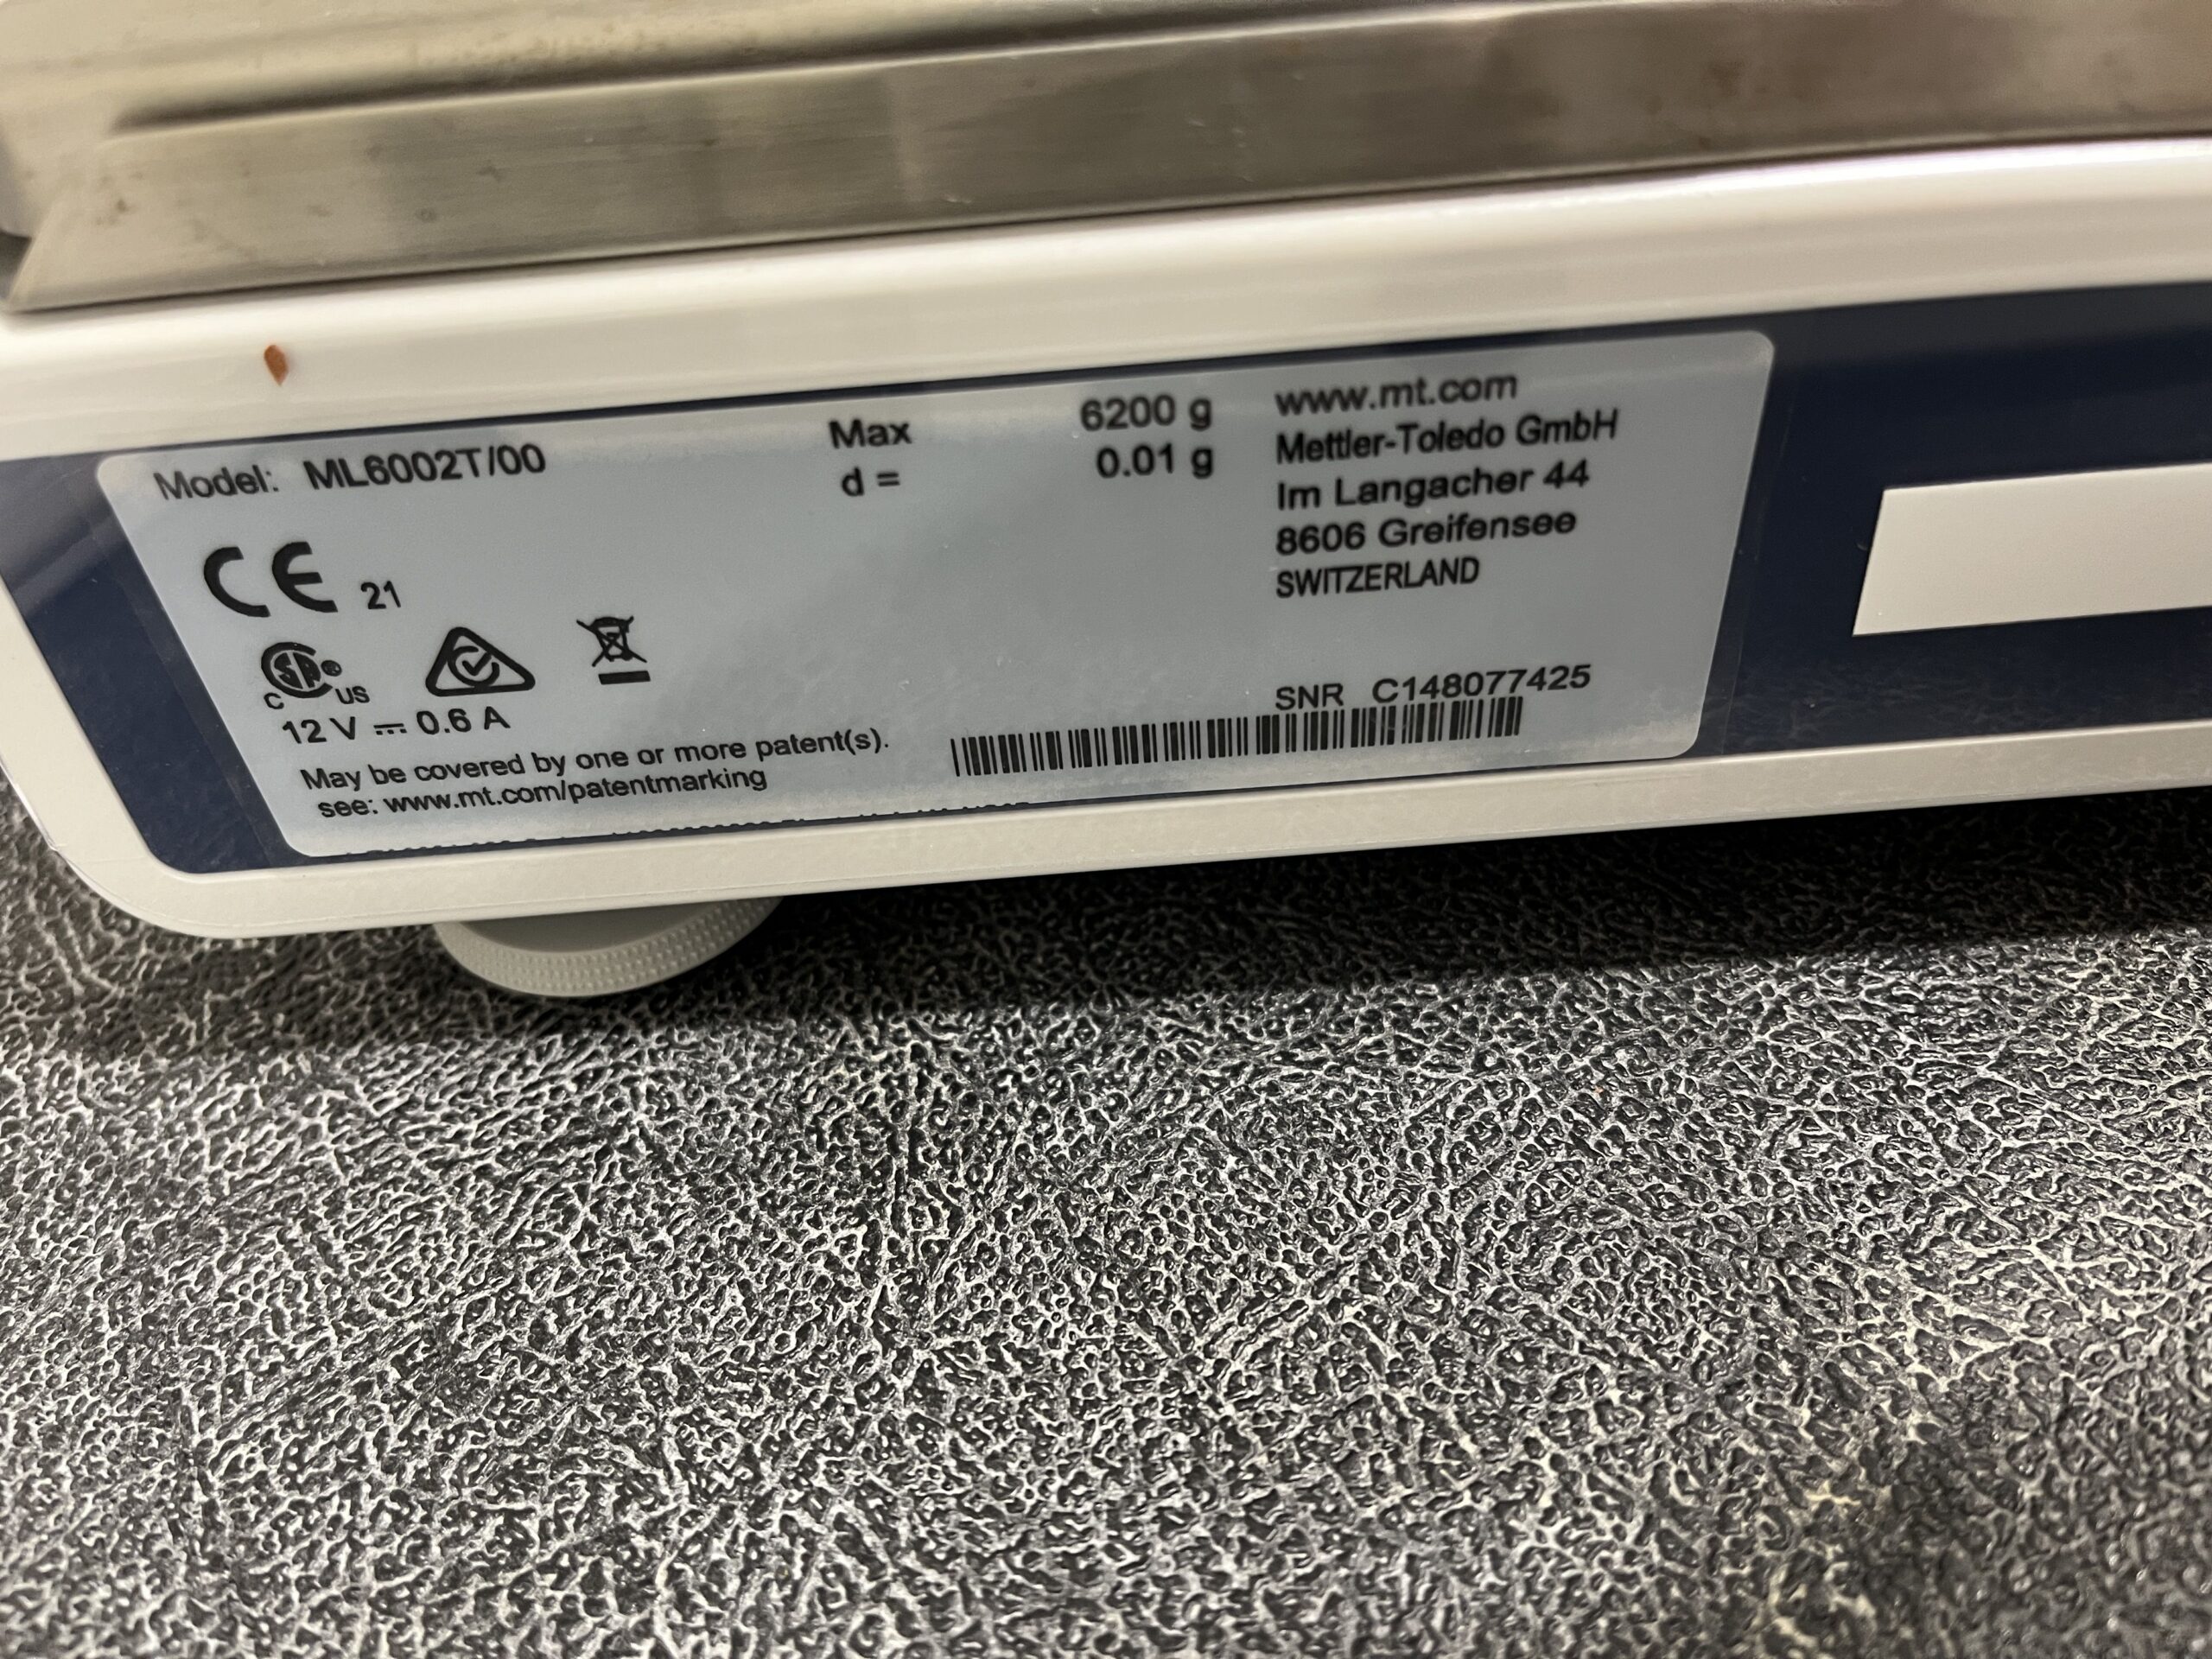 Model: ML6002T/00
Max 6200 g
d = 0.01 g
www.mt.com
Mettler-Toledo GmbH
Im Langacher 44
8606 Greifensee
SWITZERLAND
CE 21
C SP® US
12 V 0.6 A
May be covered by one or more patent(s).
see: www.mt.com/patentmarking
SNR C148077425